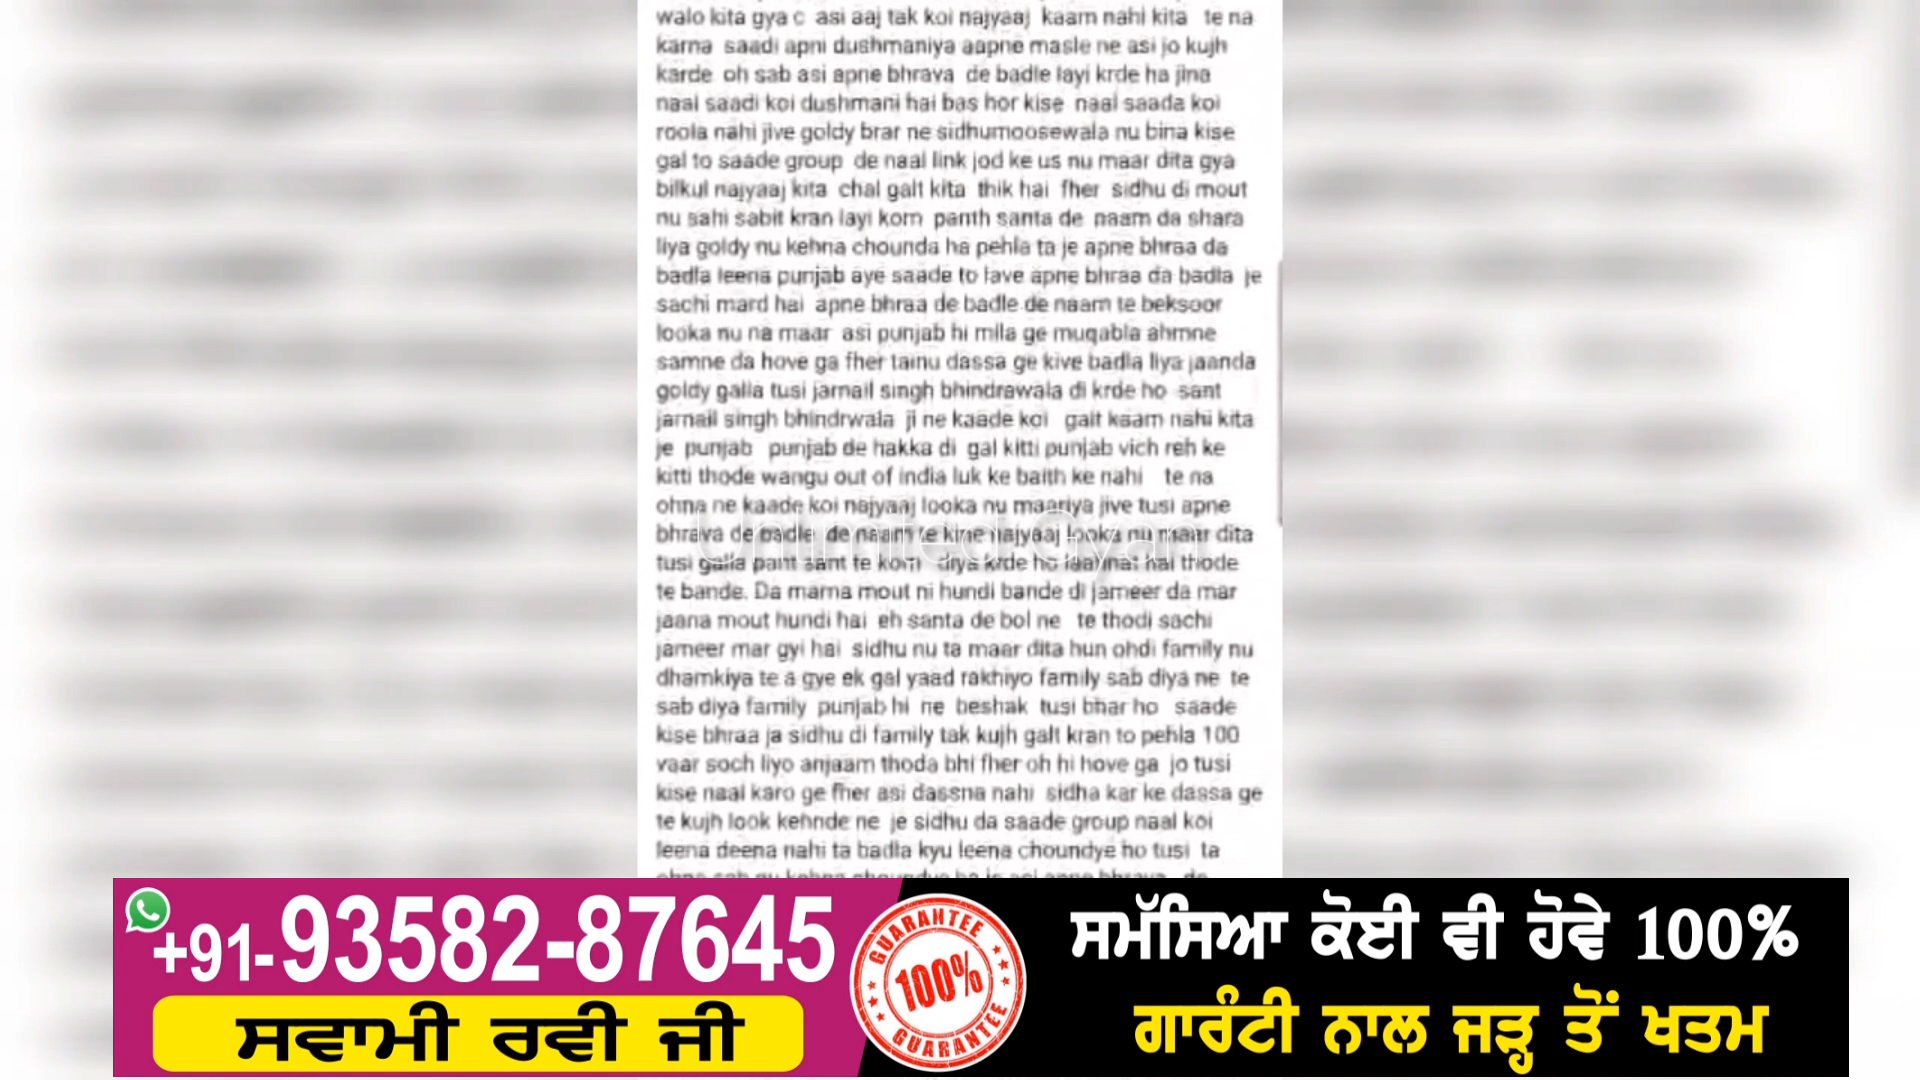 walo kita gya c asi aaj tak koi najyaaj kaam nahi kita te na
karna saadi apni dushmaniya aapne masle ne asi jo kujh
karde oh sab asi apne bhrava de badle layi krde ha jina
naal saadi koi dushmani hai bas hor kise naal saada koi
roola nahi jive goldy brar ne sidhumoosewala nu bina kise
gal to saade group de naal link jod ke us nu maar dita gya
bilkul najyaaj kita chal galt kita thik hai fher sidhu di mout
nu sahi sabit kran layi kom panth santa de naam da shara
liya goldy nu kehna chounda ha pehla ta je apne bhraa da
badla leena punjab aye saade to lave apne bhraa da badla je
sachi mard hai apne bhraa de badle de naam te beksoor
looka nu na maar asi punjab hi mila ge muqabla ahmne
samne da hove ga fher tainu dassa ge kive badla liya jaanda
goldy galla tusi jarnail singh bhindrawala di krde ho sant
jarnail singh bhindrwala ji ne kaade koi galt kaam nahi kita
je punjab punjab de hakka di gal kitti punjab vich reh ke
kitti thode wangu out of india luk ke baith ke nahi te na
ohna ne kaade koi najyaaj looka nu maariya jive tusi apne
bhrava de badle de naam te kine najyaaj looka nu maar dita
Unlimited Gyan
tusi galla pant sant te kom diya krde ho laannat hai thode
te bande. Da marna mout ni hundi bande di jameer da mar
jaana mout hundi hai eh santa de bol ne te thodi sachi
jameer mar gyi hai sidhu nu ta maar dita hun ohdi family nu
dhamkiya te a gye ek gal yaad rakhiyo family sab diya ne te
sab diya family punjab hi ne beshak tusi bhar ho saade
kise bhraa ja sidhu di family tak kujh galt kran to pehla 100
vaar soch liyo anjaam thoda bhi fher oh hi hove ga jo tusi
kise naal karo ge fher asi dassna nahi sidha kar ke dassa ge
te kujh look kehnde ne je sidhu da saade group naal koi
leena deena nahi ta badla kyu leena choundye ho tusi ta
+91-93582-87645
ਸਵਾਮੀ ਰਵੀ ਜੀ
GUARANTEE
100%
GUARANTEE
ਸਮੱਸਿਆ ਕੋਈ ਵੀ ਹੋਵੇ 100%
ਗਾਰੰਟੀ ਨਾਲ ਜੜ੍ਹ ਤੋਂ ਖਤਮ